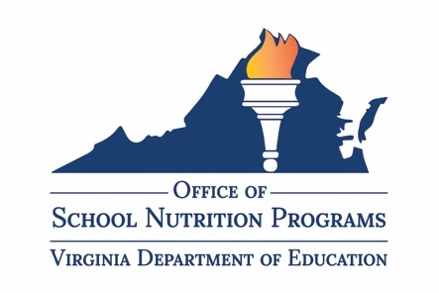 Office of
School Nutrition Programs
Virginia Department of Education